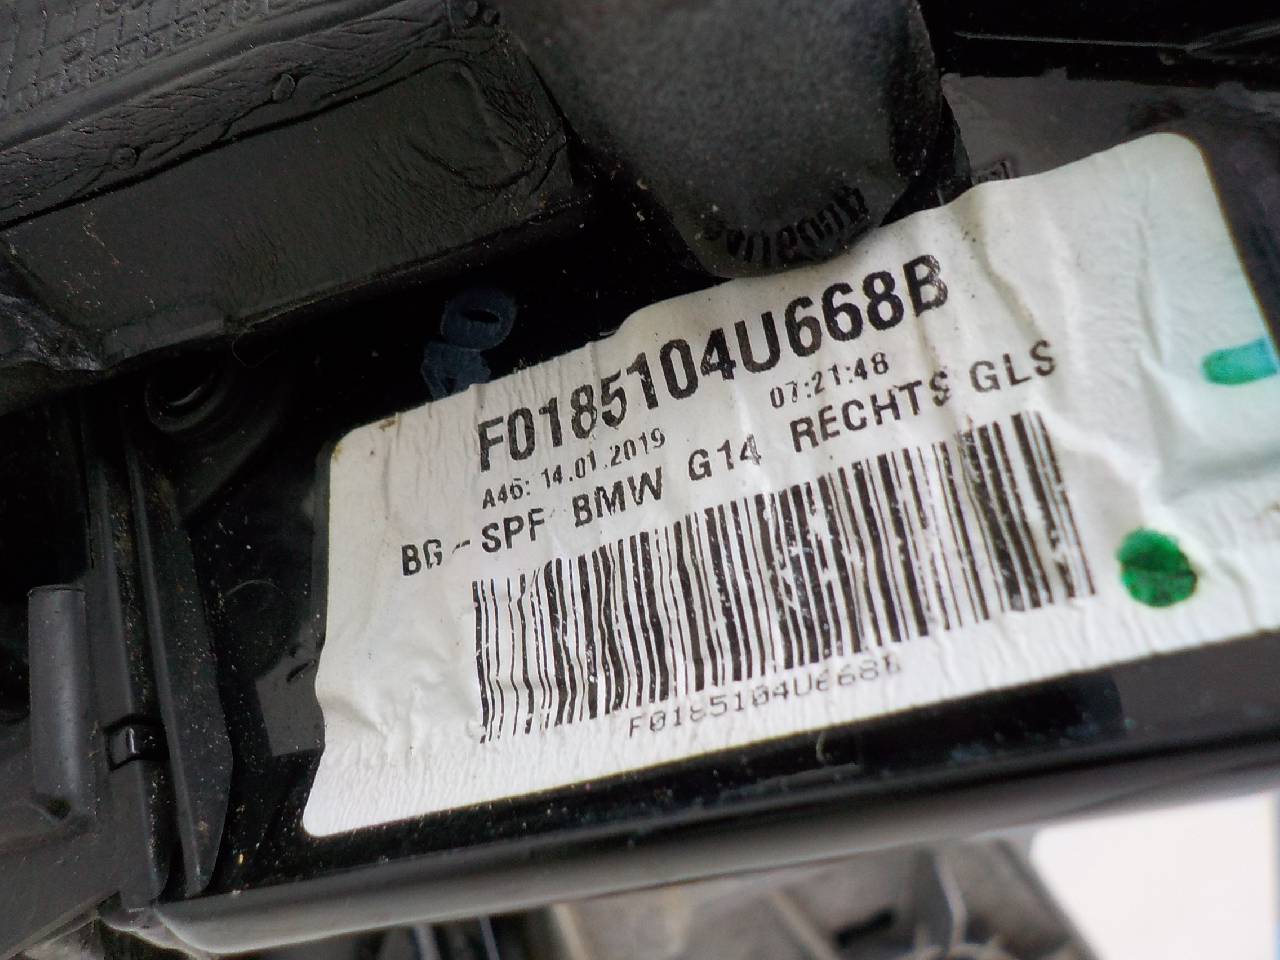 F0185104U668B
A46: 14.01.2019 07:21:48
BG-SPF BMW G14 RECHTS GLS
F0185104U668B